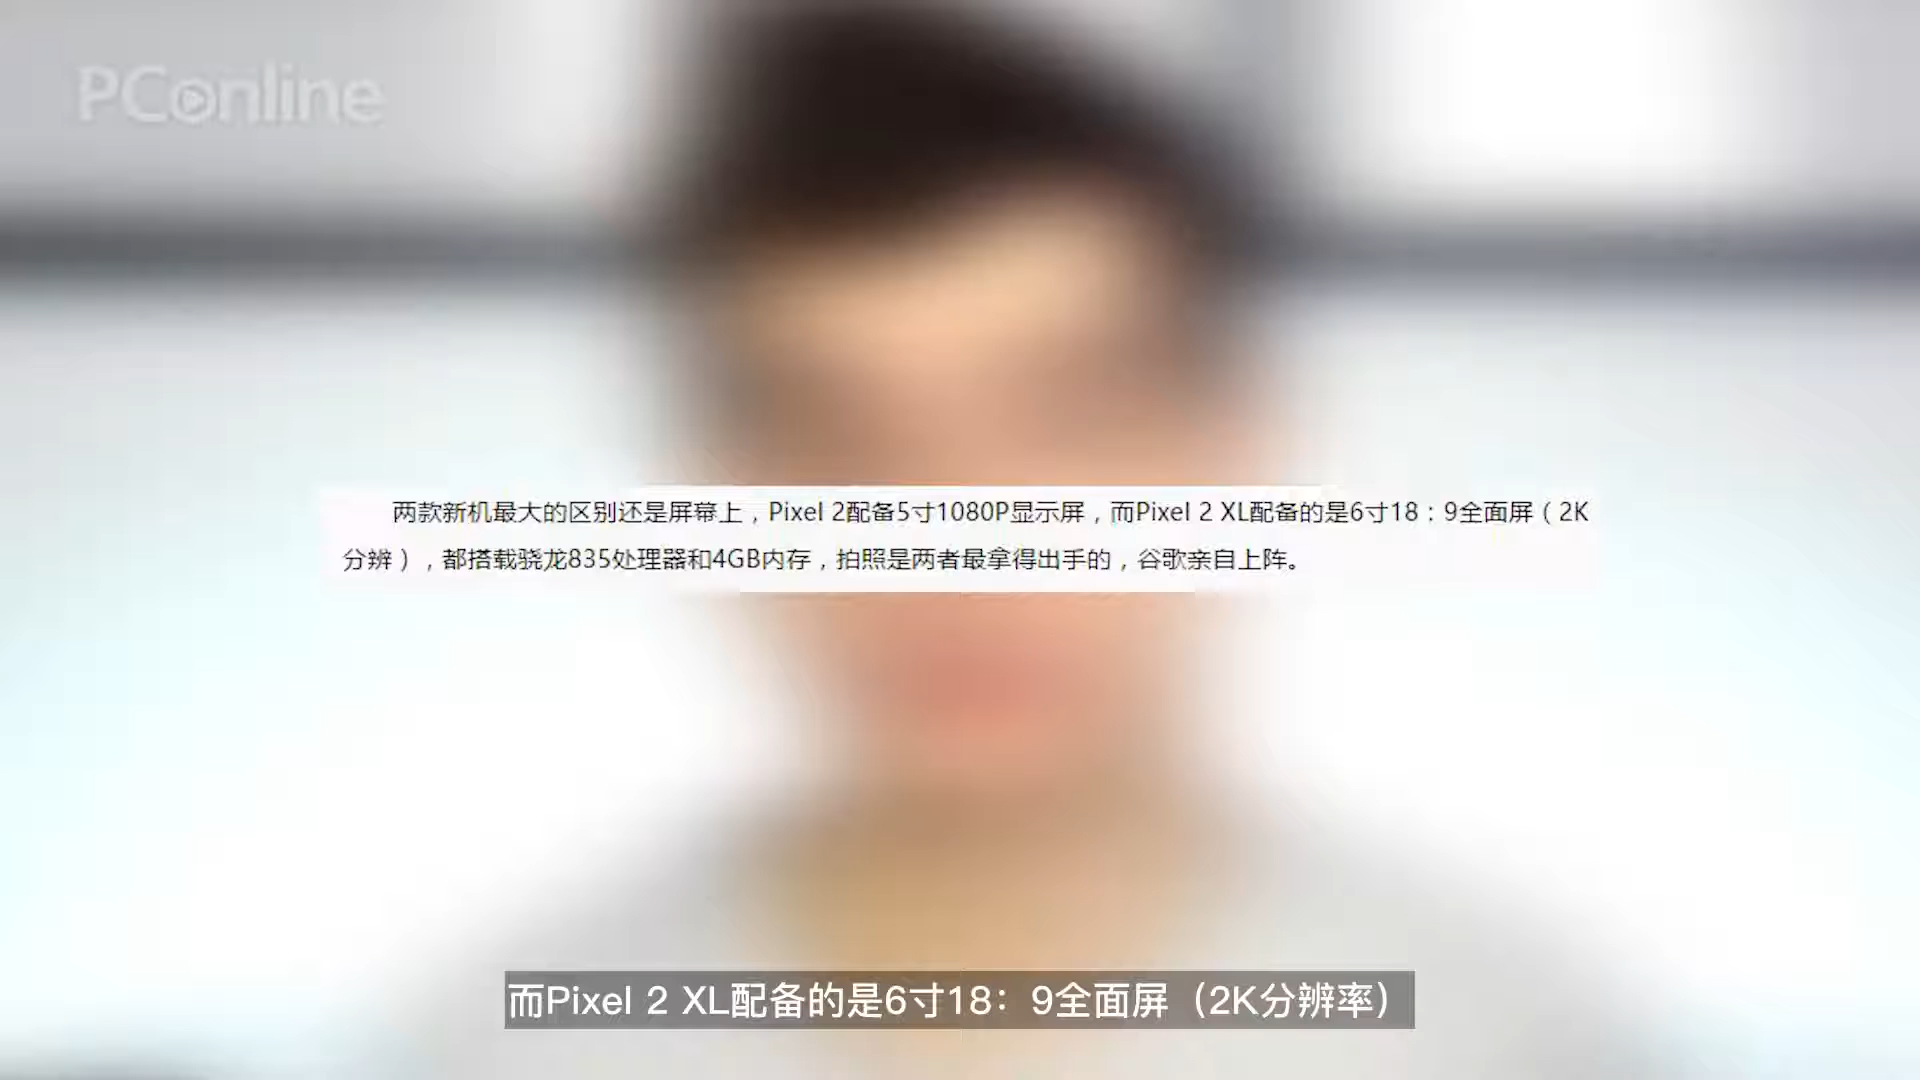 PConline
两款新机最大的区别还是屏幕上，Pixel 2配备5寸1080P显示屏，而Pixel 2 XL配备的是6寸18：9全面屏（2K
分辨），都搭载骁龙835处理器和4GB内存，拍照是两者最拿得出手的，谷歌亲自上阵。
而Pixel 2 XL配备的是6寸18：9全面屏（2K分辨率）